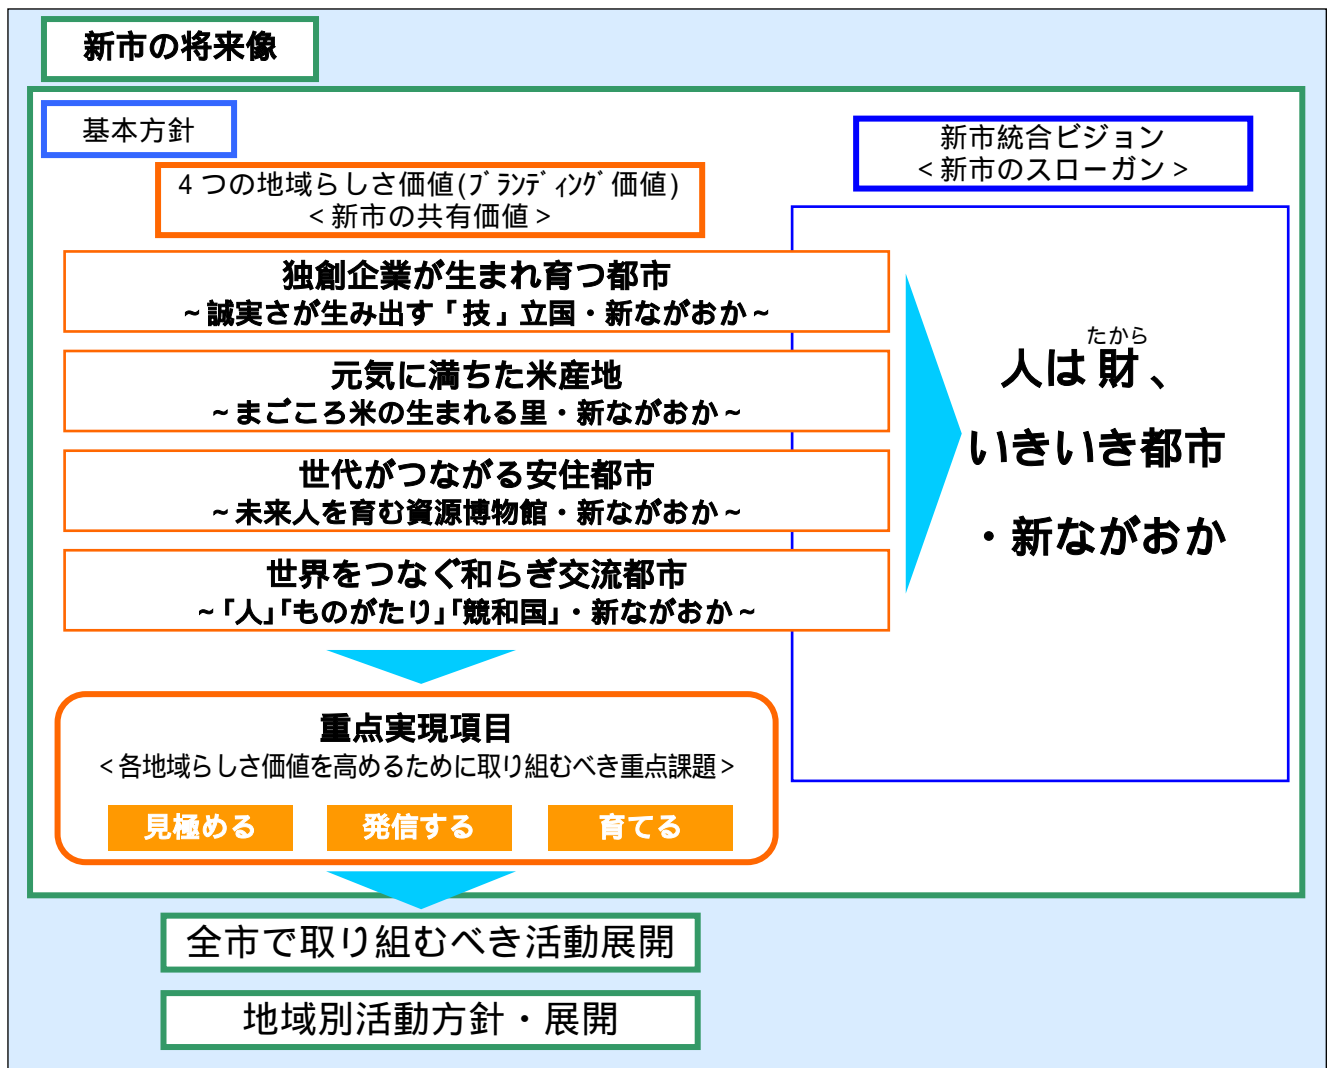 新市の将来像
基本方針
4つの地域らしさ価値(ﾌﾞﾗﾝﾃﾞｨﾝｸﾞ価値)
<新市の共有価値>
新市統合ビジョン
<新市のスローガン>
独創企業が生まれ育つ都市
~誠実さが生み出す「技」立国・新ながおか~
元気に満ちた米産地
~まごころ米の生まれる里・新ながおか~
世代がつながる安住都市
~未来人を育む資源博物館・新ながおか~
世界をつなぐ和らぎ交流都市
~「人」「ものがたり」「競和国」・新ながおか~
たから
人は財、
いきいき都市
・新ながおか
重点実現項目
<各地域らしさ価値を高めるために取り組むべき重点課題>
見極める 発信する 育てる
全市で取り組むべき活動展開
地域別活動方針・展開